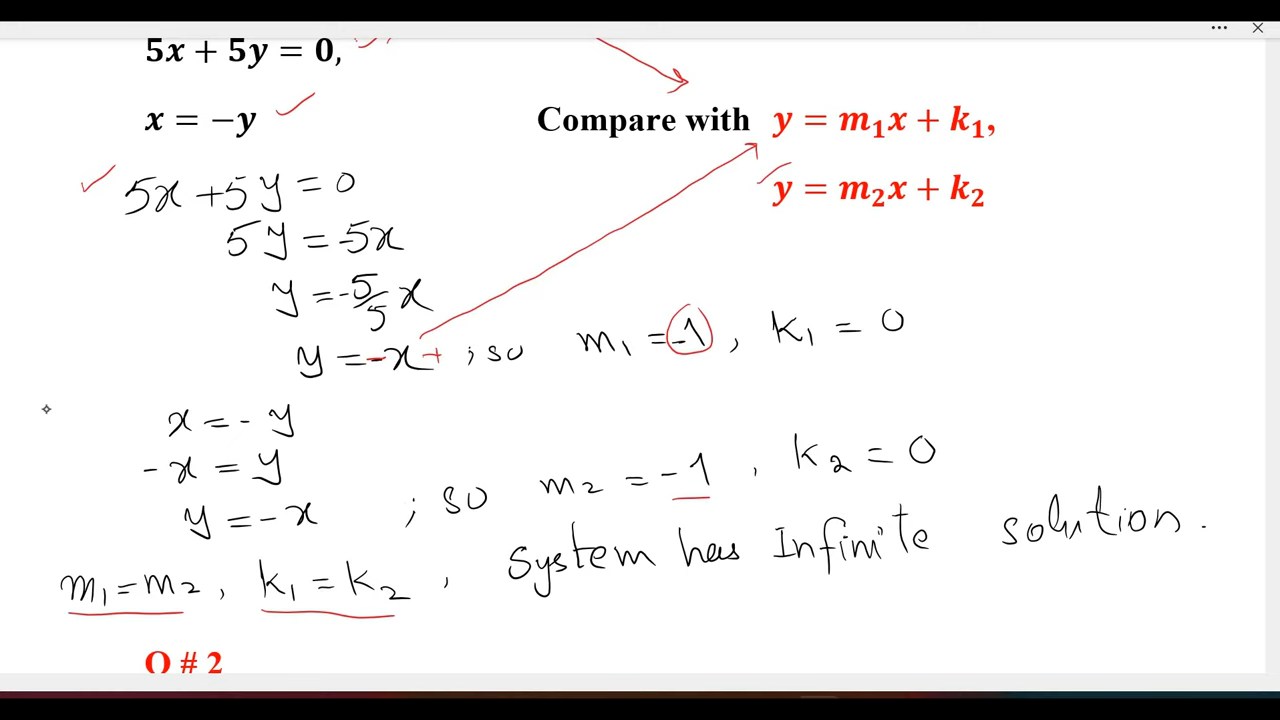 5x + 5y = 0,
x = −y
Compare with y = m₁x + k₁,
y = m₂x + k₂
5x + 5y = 0
5y = -5x
y = -5/5 x
y = -x + ; so m₁ = -1, k₁ = 0
x = - y
- x = y
y = - x ; so m₂ = -1, k₂ = 0
m₁ = m₂, k₁ = k₂, System has Infinite solution.
Q # 2